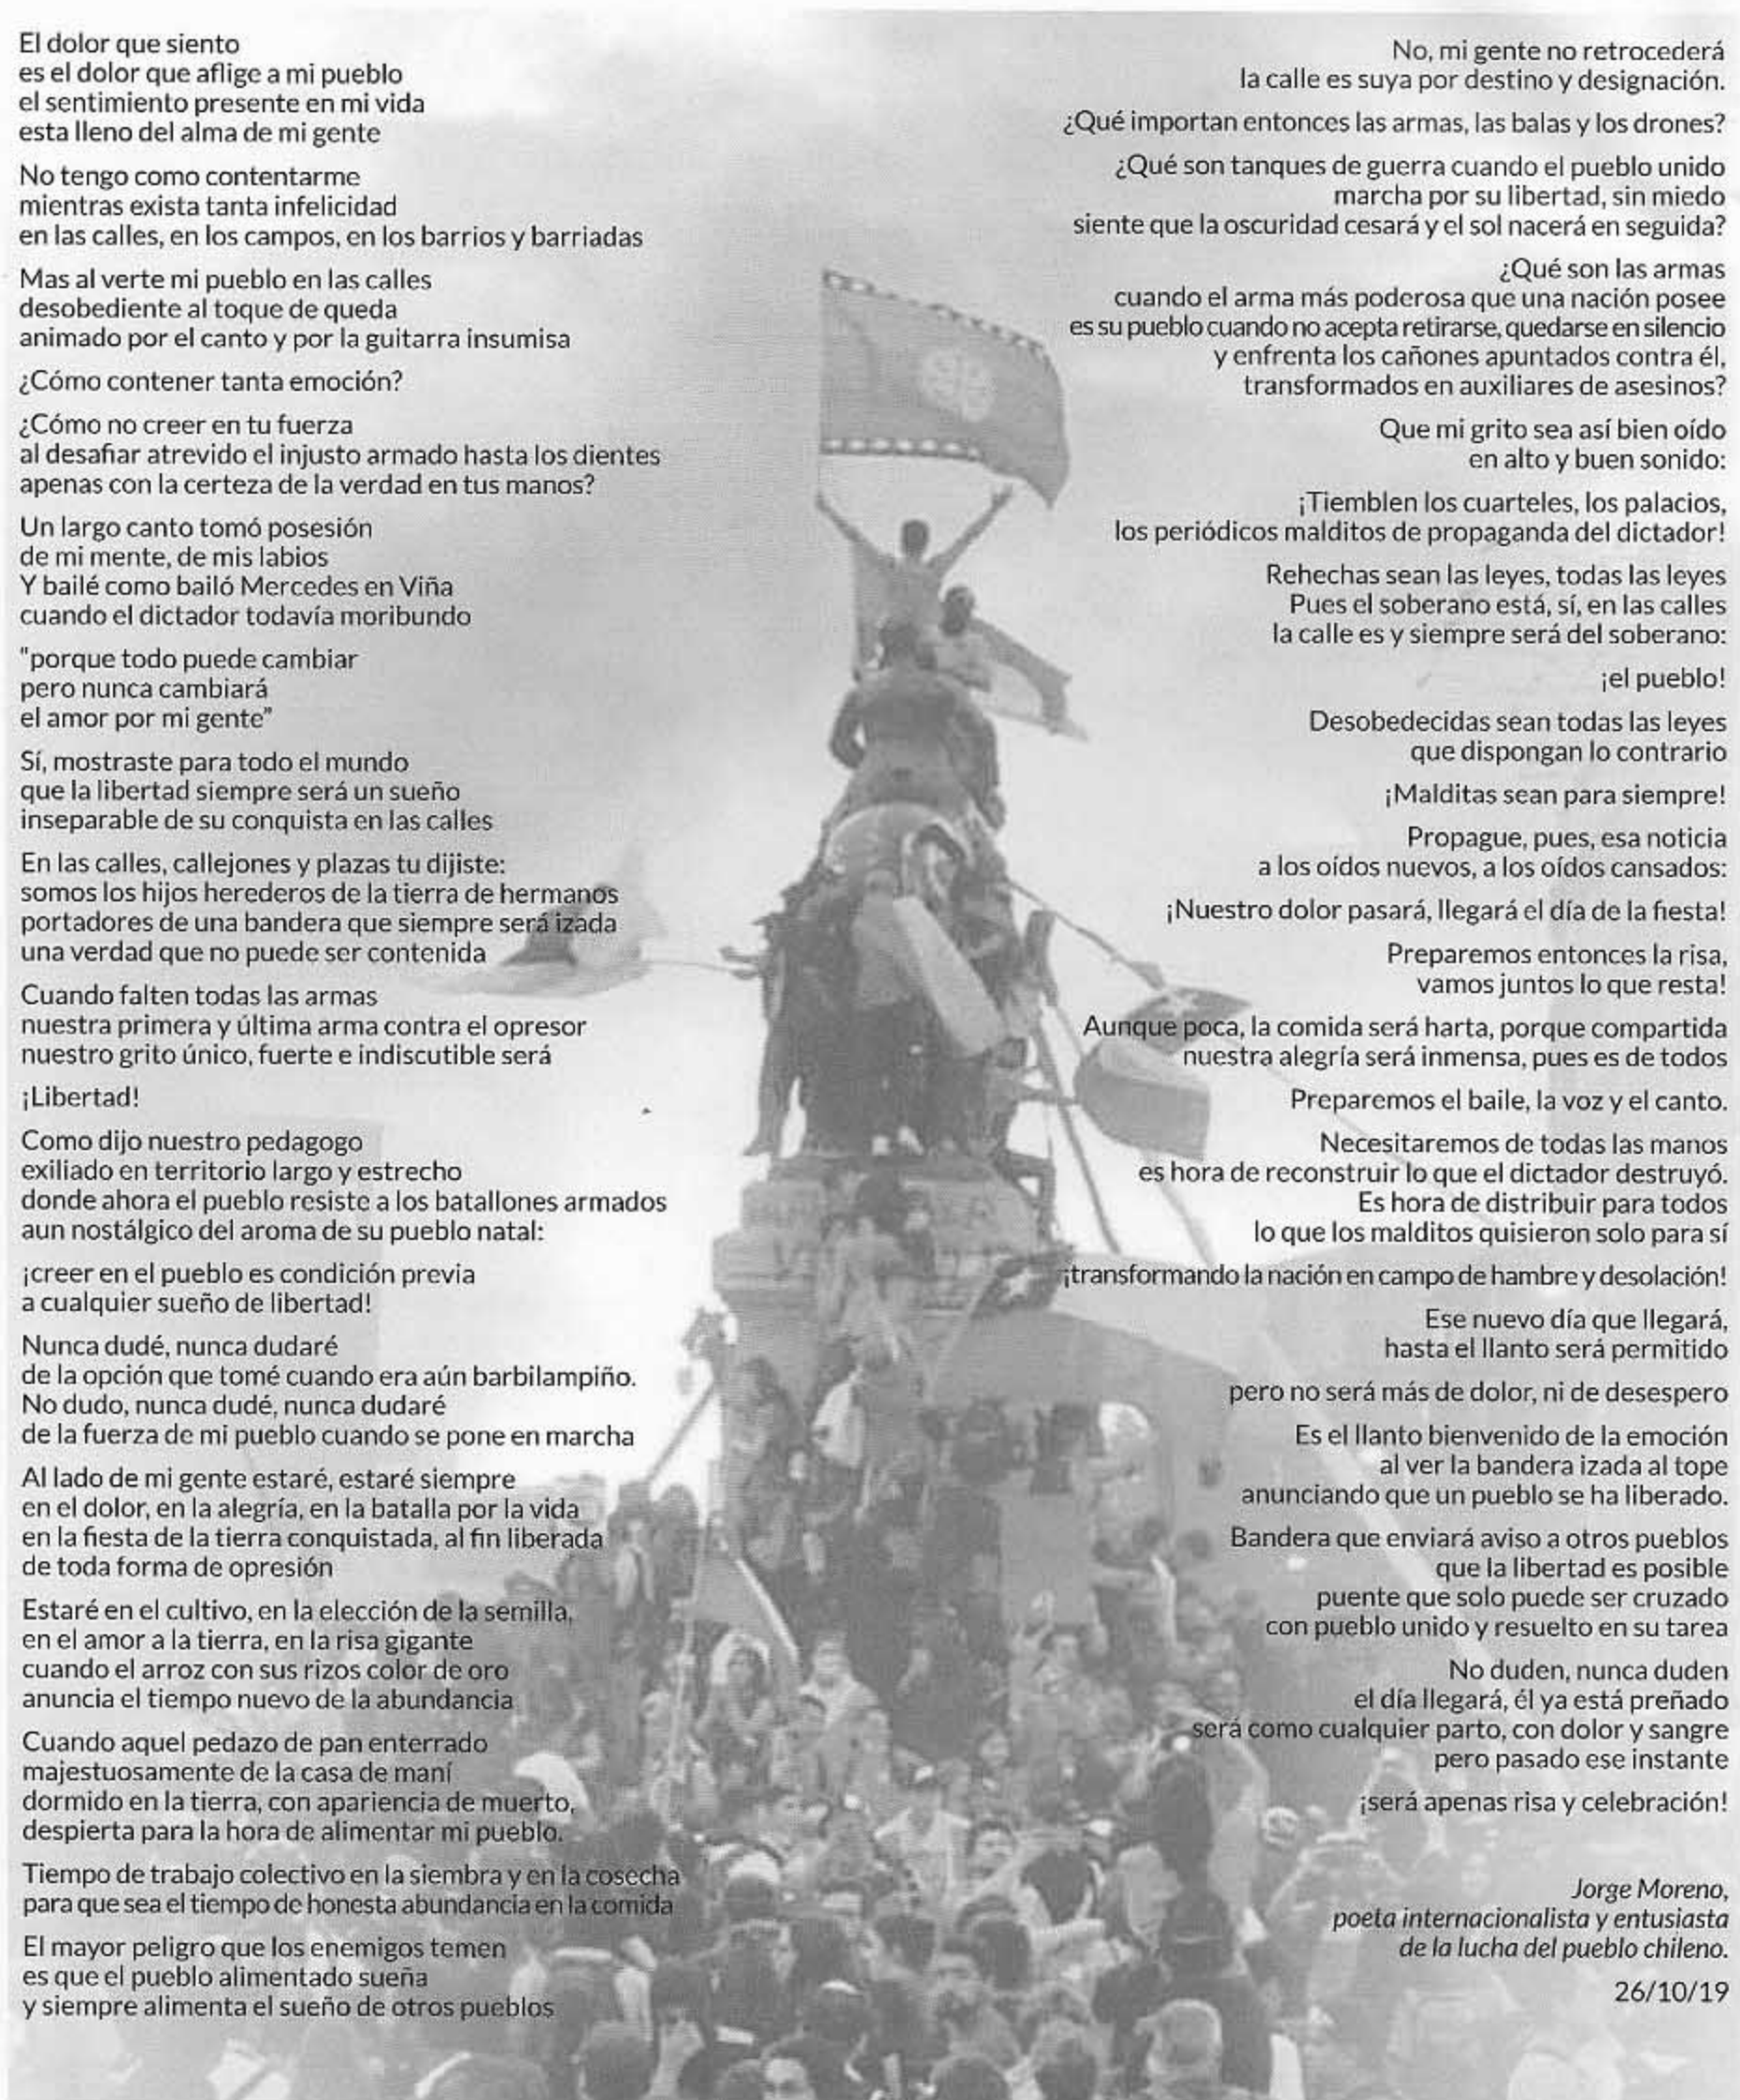 El dolor que siento
es el dolor que aflige a mi pueblo
el sentimiento presente en mi vida
esta lleno del alma de mi gente
No tengo como contentarme
mientras exista tanta infelicidad
en las calles, en los campos, en los barrios y barriadas
Mas al verte mi pueblo en las calles
desobediente al toque de queda
animado por el canto y por la guitarra insumisa
¿Cómo contener tanta emoción?
¿Cómo no creer en tu fuerza
al desafiar atrevido el injusto armado hasta los dientes
apenas con la certeza de la verdad en tus manos?
Un largo canto tomó posesión
de mi mente, de mis labios
Y bailé como bailó Mercedes en Viña
cuando el dictador todavía moribundo
"porque todo puede cambiar
pero nunca cambiará
el amor por mi gente"
Sí, mostraste para todo el mundo
que la libertad siempre será un sueño
inseparable de su conquista en las calles
En las calles, callejones y plazas tu dijiste:
somos los hijos herederos de la tierra de hermanos
portadores de una bandera que siempre será izada
una verdad que no puede ser contenida
Cuando falten todas las armas
nuestra primera y última arma contra el opresor
nuestro grito único, fuerte e indiscutible será
¡Libertad!
Como dijo nuestro pedagogo
exiliado en territorio largo y estrecho
donde ahora el pueblo resiste a los batallones armados
aun nostálgico del aroma de su pueblo natal:
¡creer en el pueblo es condición previa
a cualquier sueño de libertad!
Nunca dudé, nunca dudaré
de la opción que tomé cuando era aún barbilampiño.
No dudo, nunca dudé, nunca dudaré
de la fuerza de mi pueblo cuando se pone en marcha
Al lado de mi gente estaré, estaré siempre
en el dolor, en la alegría, en la batalla por la vida
en la fiesta de la tierra conquistada, al fin liberada
de toda forma de opresión
Estaré en el cultivo, en la elección de la semilla,
en el amor a la tierra, en la risa gigante
cuando el arroz con sus rizos color de oro
anuncia el tiempo nuevo de la abundancia
Cuando aquel pedazo de pan enterrado
majestuosamente de la casa de maní
dormido en la tierra, con apariencia de muerto,
despierta para la hora de alimentar mi pueblo.
Tiempo de trabajo colectivo en la siembra y en la cosecha
para que sea el tiempo de honesta abundancia en la comida
El mayor peligro que los enemigos temen
es que el pueblo alimentado sueña
y siempre alimenta el sueño de otros pueblos
No, mi gente no retrocederá
la calle es suya por destino y designación.
¿Qué importan entonces las armas, las balas y los drones?
¿Qué son tanques de guerra cuando el pueblo unido
marcha por su libertad, sin miedo
siente que la oscuridad cesará y el sol nacerá en seguida?
¿Qué son las armas
cuando el arma más poderosa que una nación posee
es su pueblo cuando no acepta retirarse, quedarse en silencio
y enfrenta los cañones apuntados contra él,
transformados en auxiliares de asesinos?
Que mi grito sea así bien oído
en alto y buen sonido:
¡Tiemblen los cuarteles, los palacios,
los periódicos malditos de propaganda del dictador!
Rehechas sean las leyes, todas las leyes
Pues el soberano está, sí, en las calles
la calle es y siempre será del soberano:
¡el pueblo!
Desobedecidas sean todas las leyes
que dispongan lo contrario
¡Malditas sean para siempre!
Propague, pues, esa noticia
a los oídos nuevos, a los oídos cansados:
¡Nuestro dolor pasará, llegará el día de la fiesta!
Preparemos entonces la risa,
vamos juntos lo que resta!
Aunque poca, la comida será harta, porque compartida
nuestra alegría será inmensa, pues es de todos
Preparemos el baile, la voz y el canto.
Necesitaremos de todas las manos
es hora de reconstruir lo que el dictador destruyó.
Es hora de distribuir para todos
lo que los malditos quisieron solo para sí
¡transformando la nación en campo de hambre y desolación!
Ese nuevo día que llegará,
hasta el llanto será permitido
pero no será más de dolor, ni de desespero
Es el llanto bienvenido de la emoción
al ver la bandera izada al tope
anunciando que un pueblo se ha liberado.
Bandera que enviará aviso a otros pueblos
que la libertad es posible
puente que solo puede ser cruzado
con pueblo unido y resuelto en su tarea
No duden, nunca duden
el día llegará, él ya está preñado
será como cualquier parto, con dolor y sangre
pero pasado ese instante
¡será apenas risa y celebración!
Jorge Moreno,
poeta internacionalista y entusiasta
de la lucha del pueblo chileno.
26/10/19